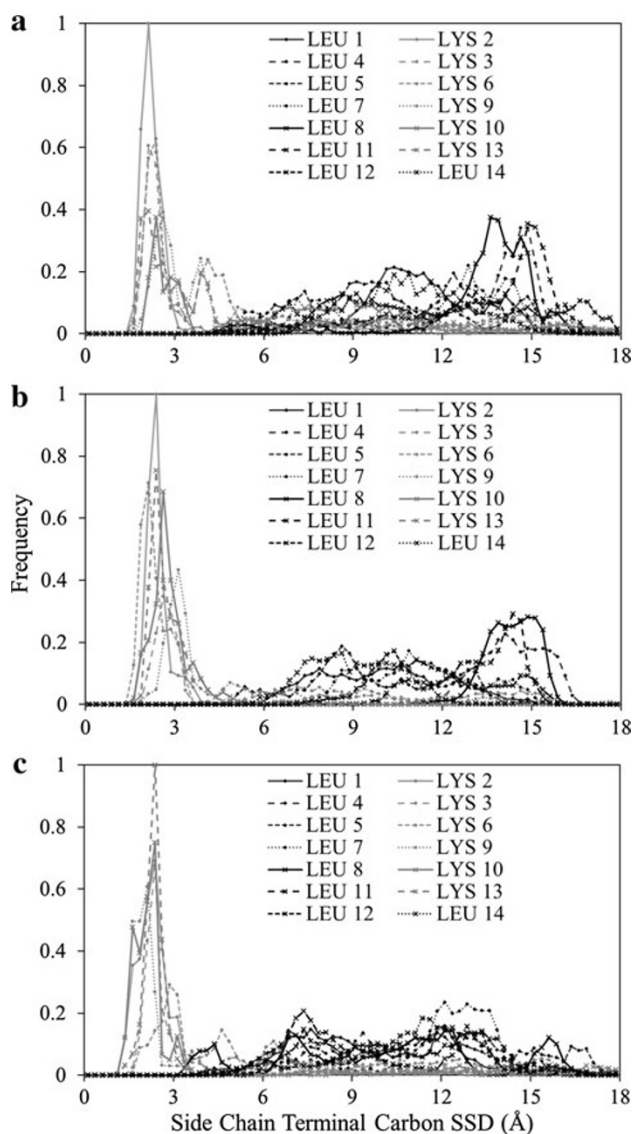 a
1
0.8
0.6
0.4
0.2
0
LEU 1 LYS 2
LEU 4 LYS 3
LEU 5 LYS 6
LEU 7 LYS 9
LEU 8 LYS 10
LEU 11 LYS 13
LEU 12 LEU 14
0 3 6 9 12 15 18
b
1
0.8
0.6
0.4
0.2
0
Frequency
LEU 1 LYS 2
LEU 4 LYS 3
LEU 5 LYS 6
LEU 7 LYS 9
LEU 8 LYS 10
LEU 11 LYS 13
LEU 12 LEU 14
0 3 6 9 12 15 18
c
1
0.8
0.6
0.4
0.2
0
LEU 1 LYS 2
LEU 4 LYS 3
LEU 5 LYS 6
LEU 7 LYS 9
LEU 8 LYS 10
LEU 11 LYS 13
LEU 12 LEU 14
0 3 6 9 12 15 18
Side Chain Terminal Carbon SSD (Å)